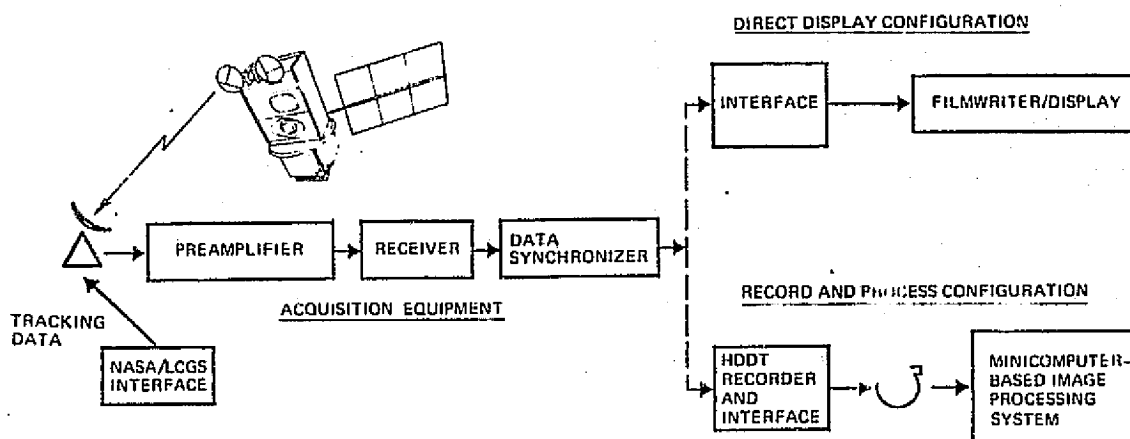 DIRECT DISPLAY CONFIGURATION
INTERFACE
FILMWRITER/DISPLAY
PREAMPLIFIER
RECEIVER
DATA
SYNCHRONIZER
ACQUISITION EQUIPMENT
TRACKING
DATA
NASA/LCGS
INTERFACE
RECORD AND PROCESS CONFIGURATION
HDDT
RECORDER
AND
INTERFACE
MINICOMPUTER-
BASED IMAGE
PROCESSING
SYSTEM